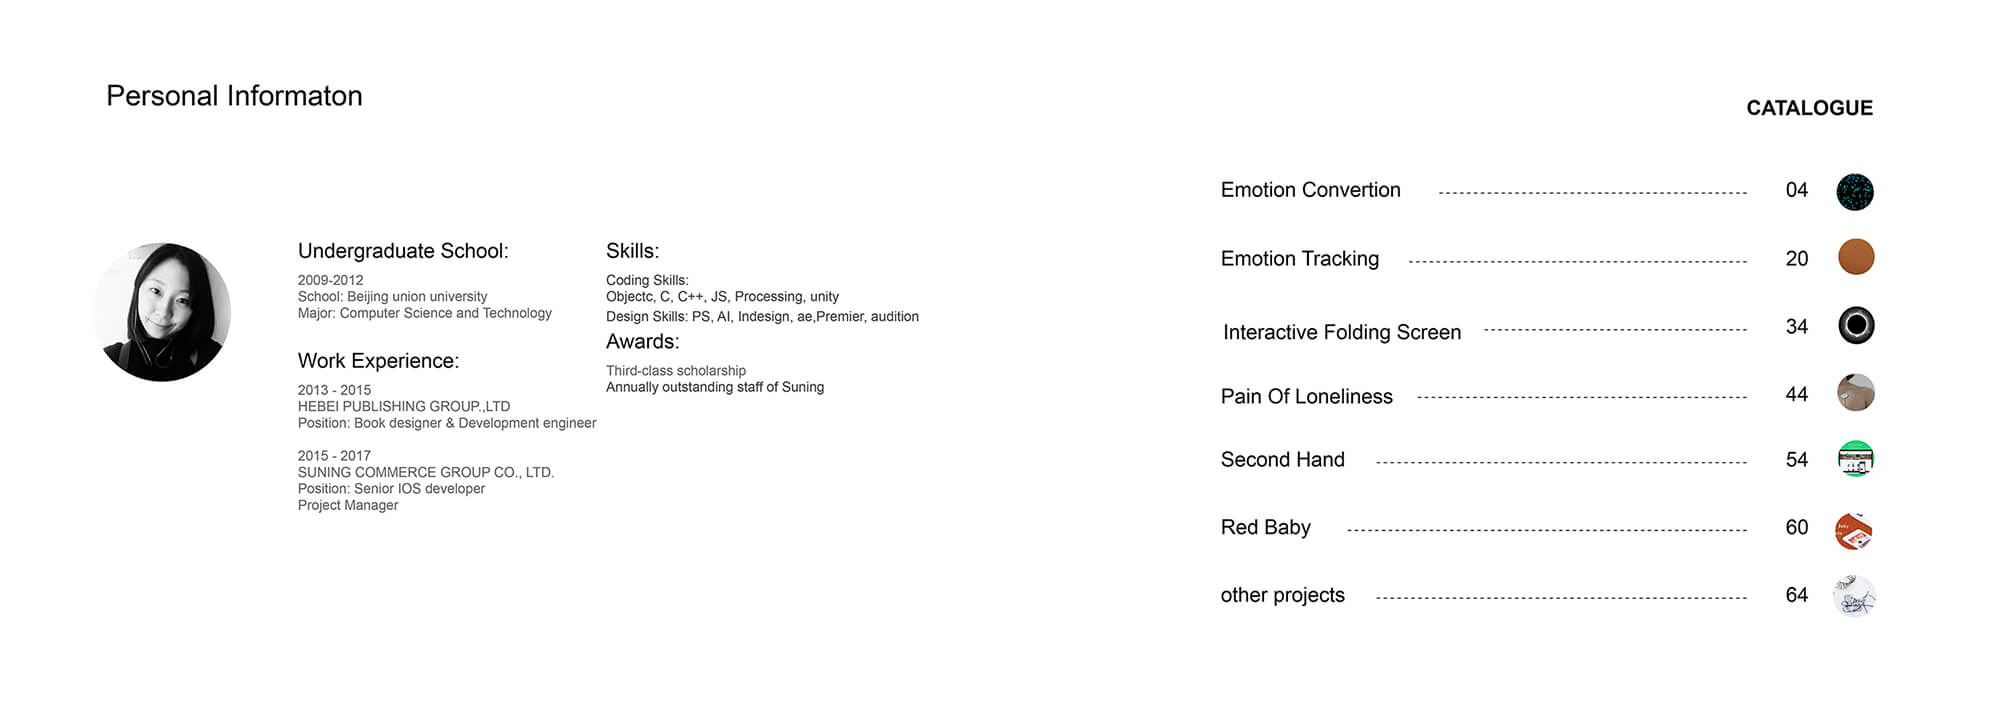 Personal Informaton
Undergraduate School:
2009-2012
School: Beijing union university
Major: Computer Science and Technology
Work Experience:
2013 - 2015
HEBEI PUBLISHING GROUP.,LTD
Position: Book designer & Development engineer
2015 - 2017
SUNING COMMERCE GROUP CO., LTD.
Position: Senior IOS developer
Project Manager
Skills:
Coding Skills:
Objectc, C, C++, JS, Processing, unity
Design Skills: PS, AI, Indesign, ae,Premier, audition
Awards:
Third-class scholarship
Annually outstanding staff of Suning
CATALOGUE
Emotion Convertion 04
Emotion Tracking 20
Interactive Folding Screen 34
Pain Of Loneliness 44
Second Hand 54
Red Baby 60
other projects 64